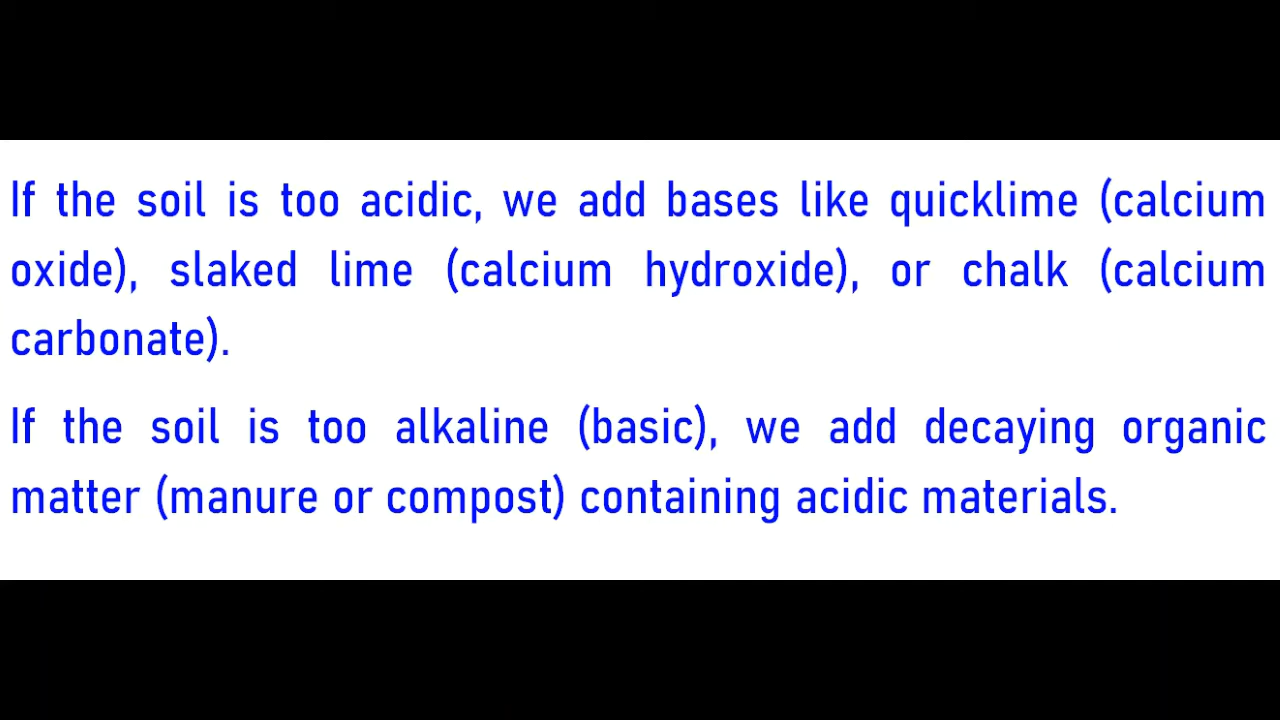 If the soil is too acidic, we add bases like quicklime (calcium
oxide), slaked lime (calcium hydroxide), or chalk (calcium
carbonate).
If the soil is too alkaline (basic), we add decaying organic
matter (manure or compost) containing acidic materials.